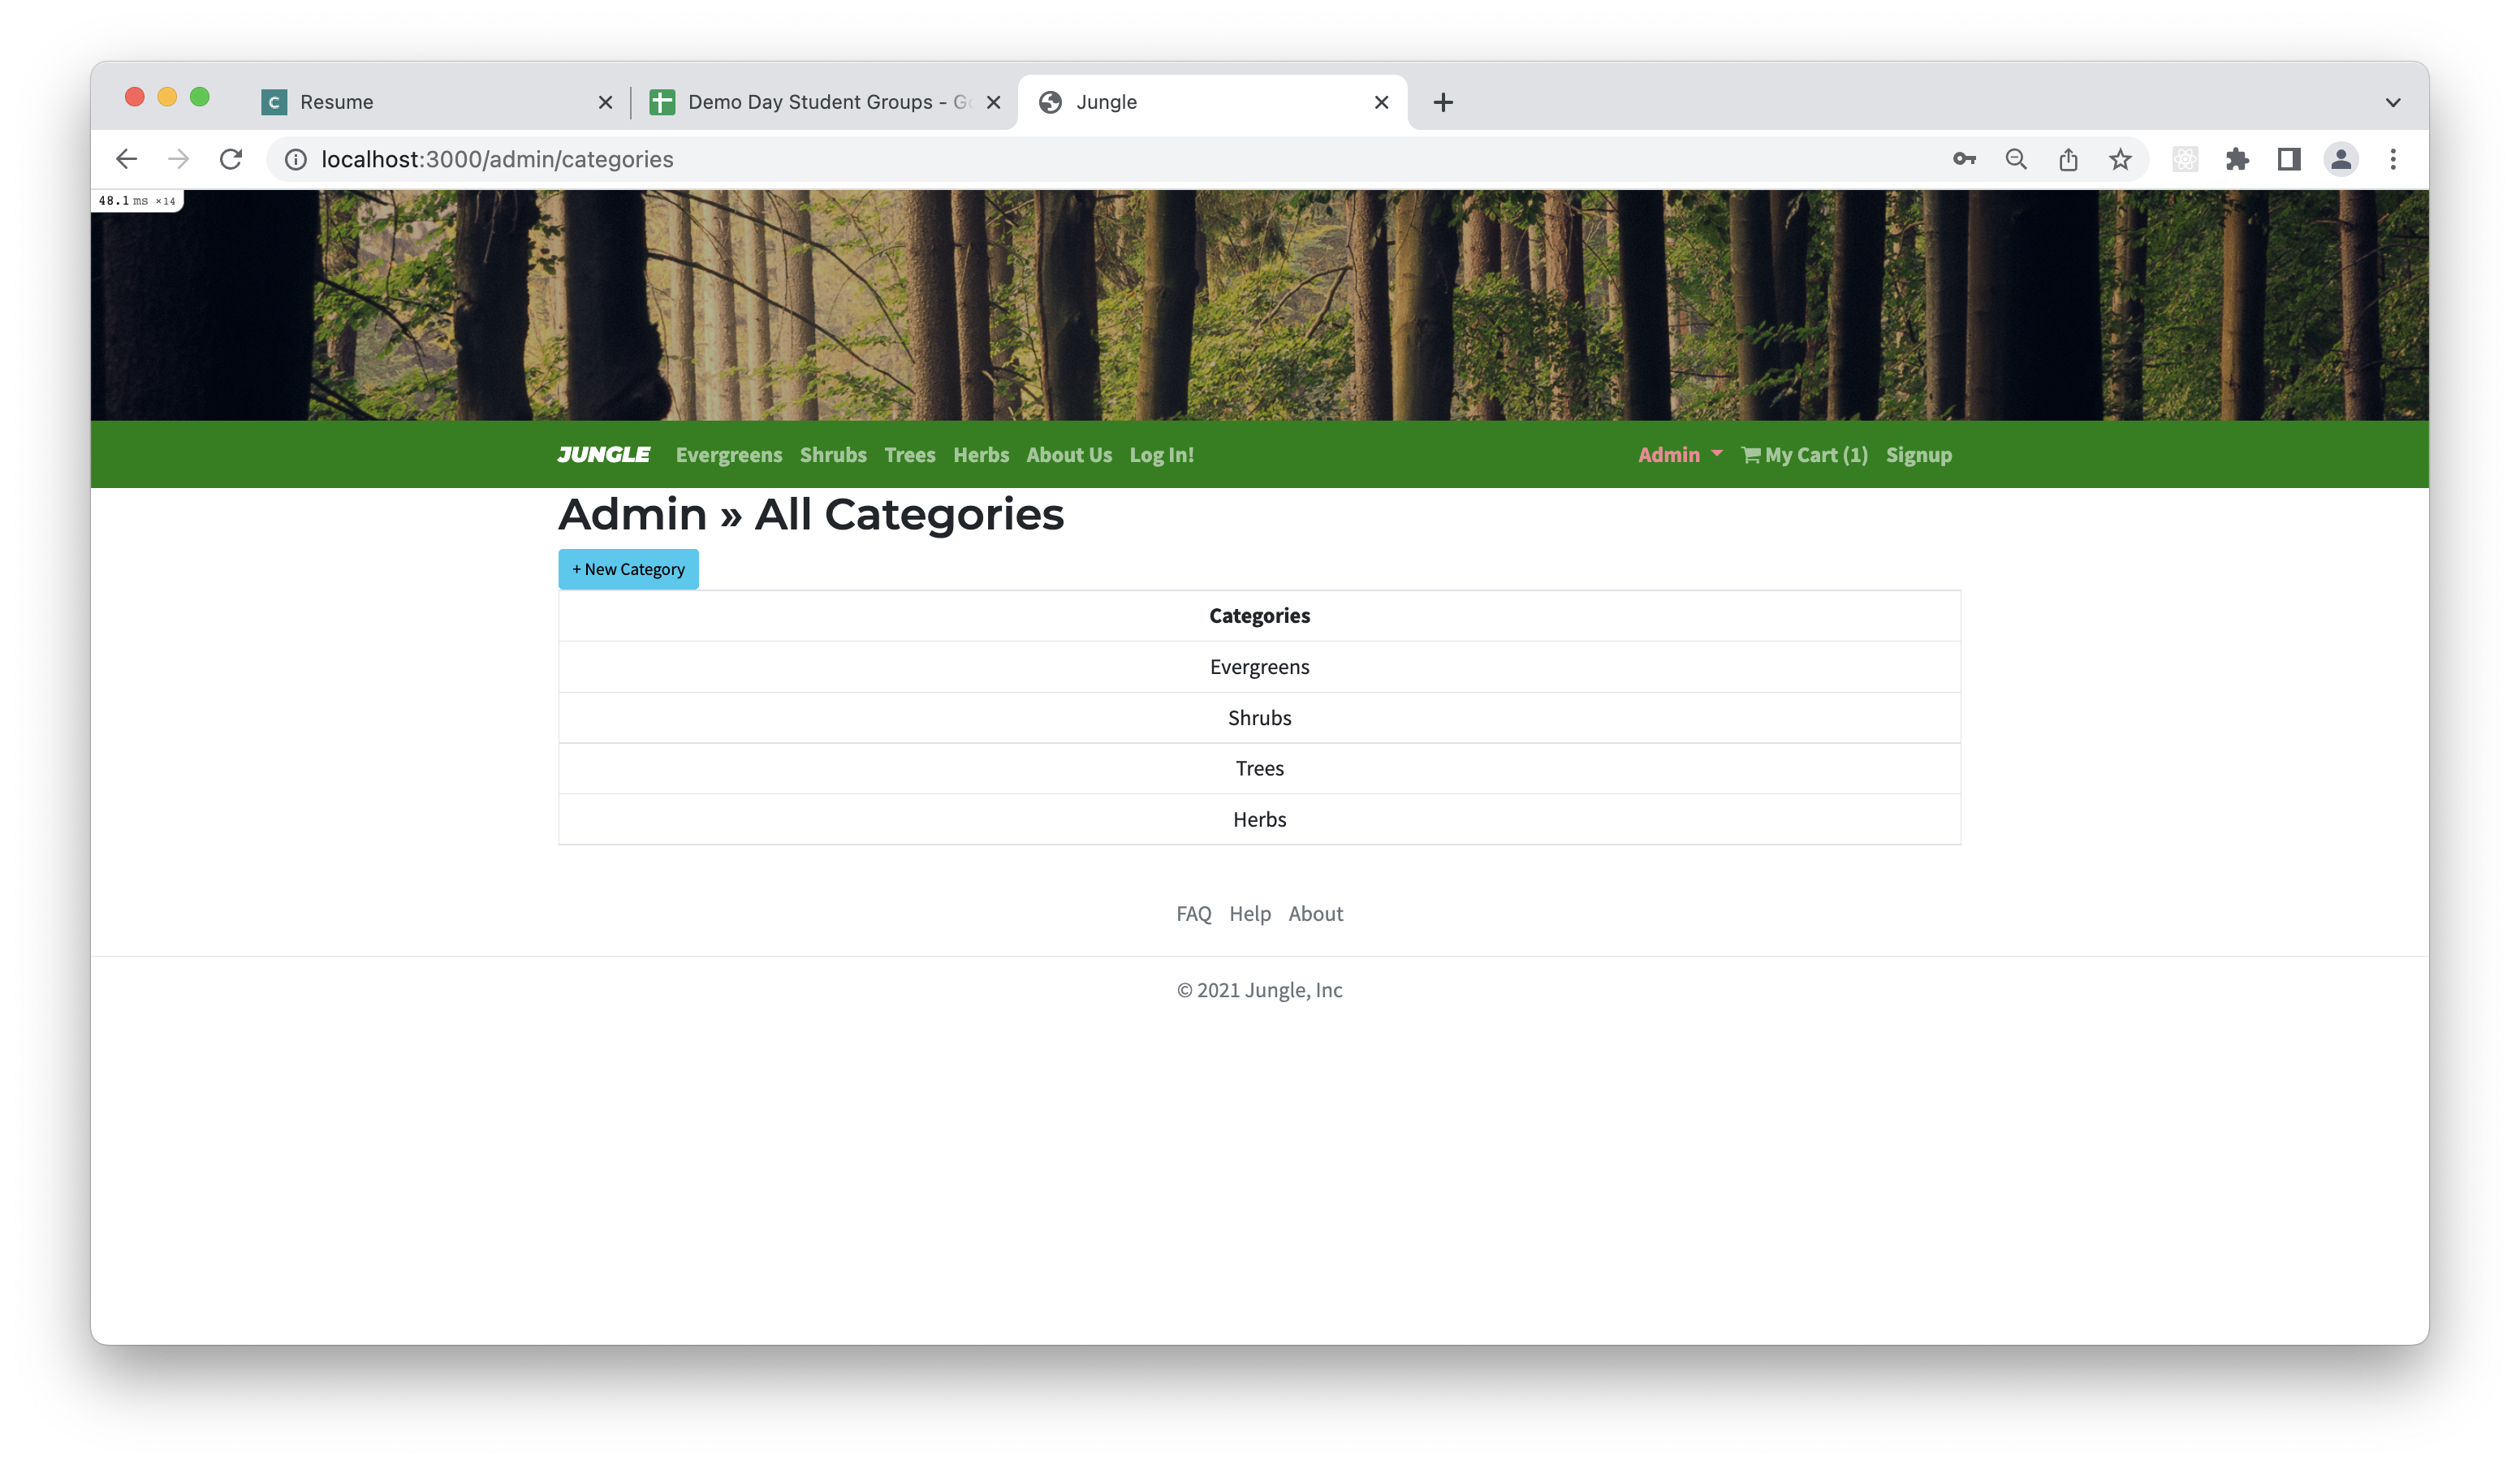 Resume
Demo Day Student Groups - G
Jungle
localhost:3000/admin/categories
48.1 ms ×14
JUNGLE Evergreens Shrubs Trees Herbs About Us Log In! Admin My Cart (1) Signup
Admin » All Categories
+ New Category
Categories
Evergreens
Shrubs
Trees
Herbs
FAQ Help About
© 2021 Jungle, Inc